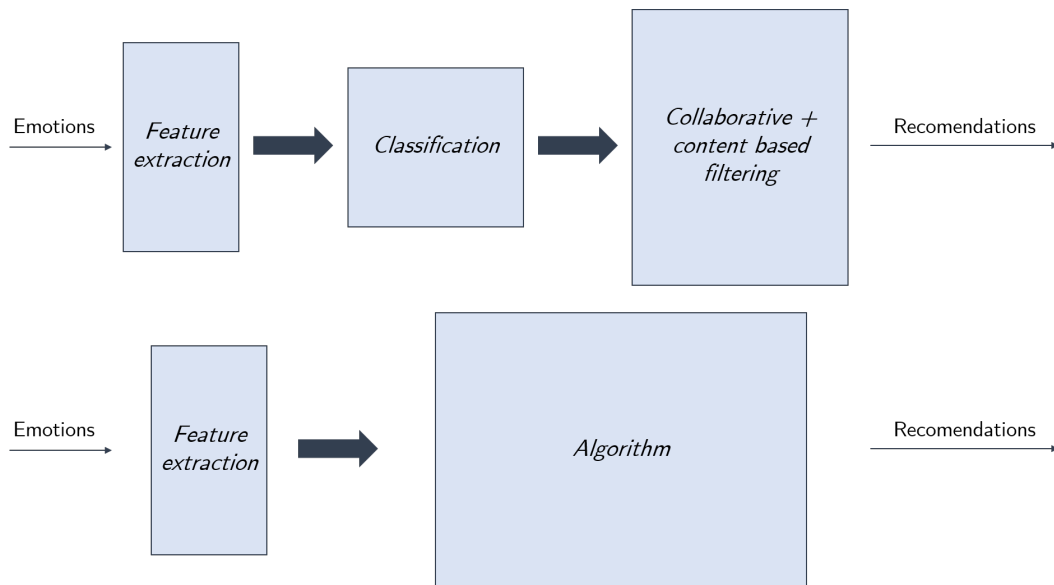 Emotions
Feature
extraction
Classification
Collaborative +
content based
filtering
Recomendations
Emotions
Feature
extraction
Algorithm
Recomendations